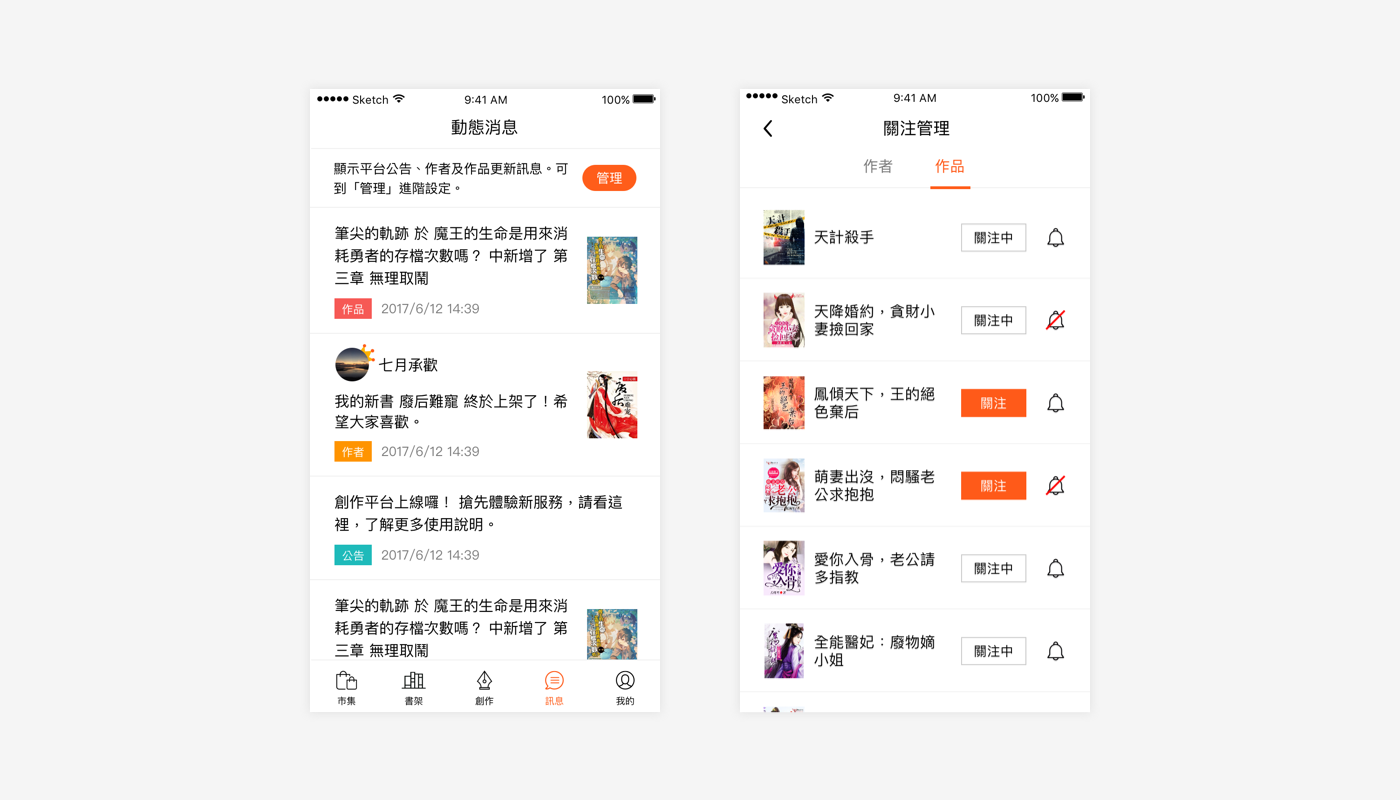 Sketch 9:41 AM 100%
動態消息
顯示平台公告、作者及作品更新訊息。可
到「管理」進階設定。
管理
筆尖的軌跡 於 魔王的生命是用來消
耗勇者的存檔次數嗎？ 中新增了 第
三章 無理取鬧
作品 2017/6/12 14:39
七月承歡
我的新書 廢后難寵 終於上架了！希
望大家喜歡。
作者 2017/6/12 14:39
創作平台上線囉！ 搶先體驗新服務，請看這
裡，了解更多使用說明。
公告 2017/6/12 14:39
筆尖的軌跡 於 魔王的生命是用來消
耗勇者的存檔次數嗎？ 中新增了 第
三章 無理取鬧
市集 書架 創作 訊息 我的
Sketch 9:41 AM 100%
關注管理
作者 作品
天計殺手
關注中
天降婚約，貪財小
妻撿回家
關注中
鳳傾天下，王的絕
色棄后
關注
萌妻出沒，悶騷老
公求抱抱
關注
愛你入骨，老公請
多指教
關注中
全能醫妃：廢物嫡
小姐
關注中